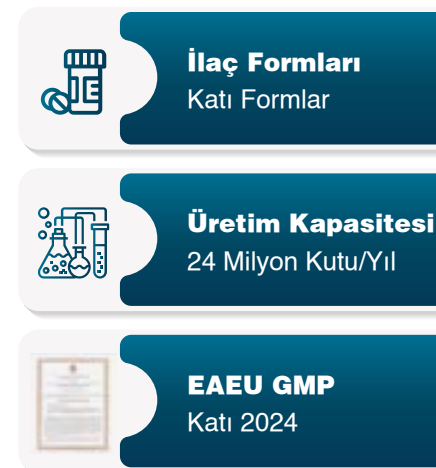 İlaç Formları
Katı Formlar
Üretim Kapasitesi
24 Milyon Kutu/Yıl
EAEU GMP
Katı 2024